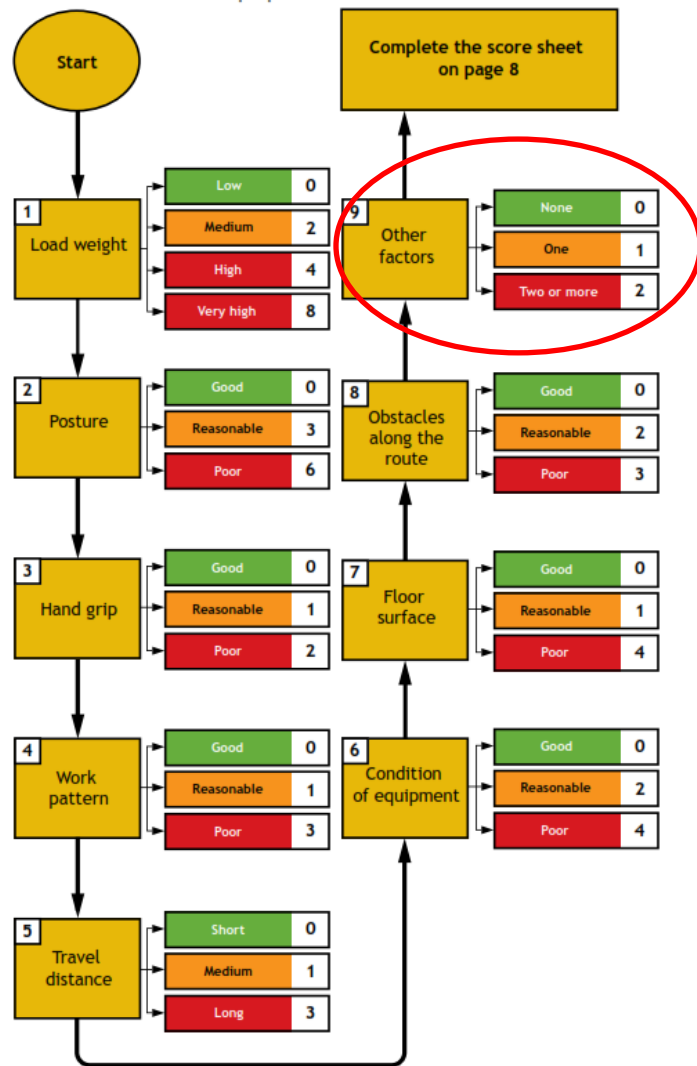 Start
1
Load weight
Low 0
Medium 2
High 4
Very high 8
2
Posture
Good 0
Reasonable 3
Poor 6
3
Hand grip
Good 0
Reasonable 1
Poor 2
4
Work
pattern
Good 0
Reasonable 1
Poor 3
5
Travel
distance
Short 0
Medium 1
Long 3
6
Condition
of equipment
Good 0
Reasonable 2
Poor 4
7
Floor
surface
Good 0
Reasonable 1
Poor 4
8
Obstacles
along the
route
Good 0
Reasonable 2
Poor 3
9
Other
factors
None 0
One 1
Two or more 2
Complete the score sheet
on page 8